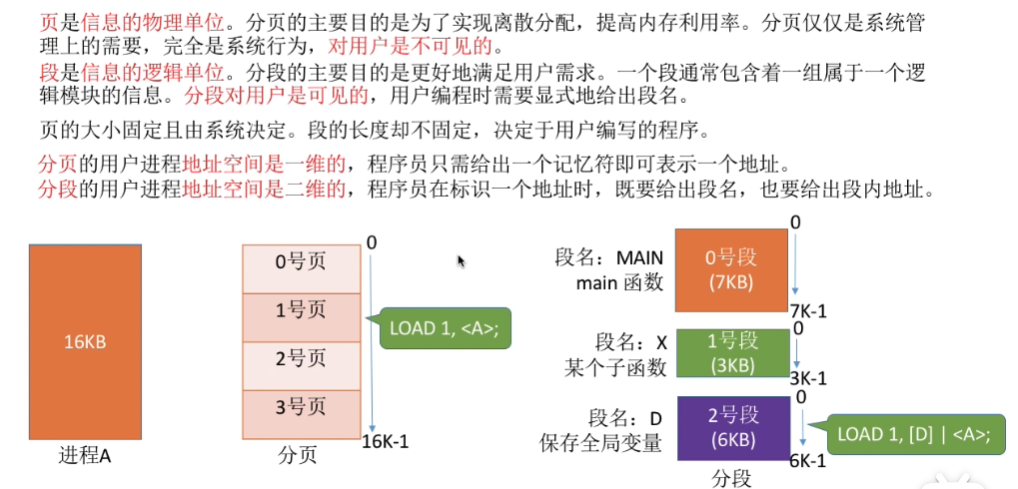 页是信息的物理单位。分页的主要目的是为了实现离散分配，提高内存利用率。分页仅仅是系统管
理上的需要，完全是系统行为，对用户是不可见的。
段是信息的逻辑单位。分段的主要目的是更好地满足用户需求。一个段通常包含着一组属于一个逻
辑模块的信息。分段对用户是可见的，用户编程时需要显式地给出段名。
页的大小固定且由系统决定。段的长度却不固定，决定于用户编写的程序。
分页的用户进程地址空间是一维的，程序员只需给出一个记忆符即可表示一个地址。
分段的用户进程地址空间是二维的，程序员在标识一个地址时，既要给出段名，也要给出段内地址。
16KB
进程A
0
0号页
1号页
2号页
3号页
LOAD 1, <A>;
16K-1
分页
0
段名：MAIN
main 函数
0号段
(7KB)
7K-1
0
段名：X
某个子函数
1号段
(3KB)
3K-1
0
段名：D
保存全局变量
2号段
(6KB)
LOAD 1, [D] | <A>;
6K-1
分段